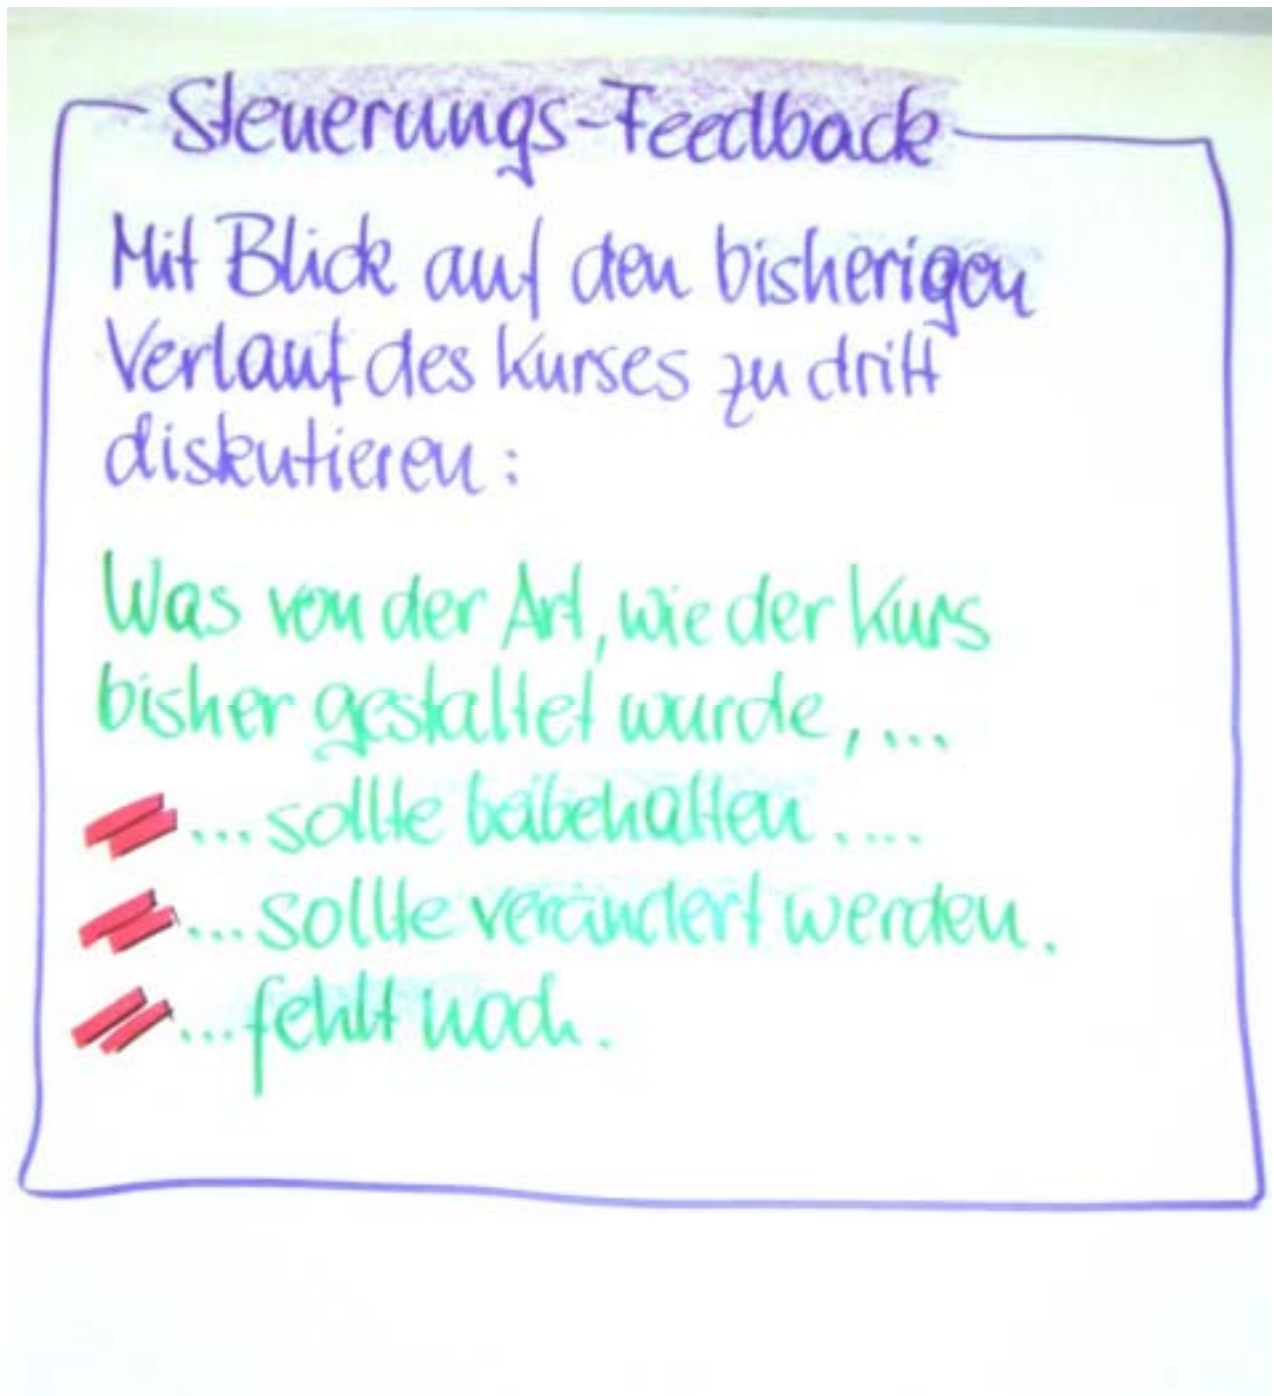 Steuerungs-Feedback
Mit Blick auf den bisherigen
Verlauf des Kurses zu dritt
diskutieren:
Was von der Art, wie der Kurs
bisher gestaltet wurde, ...
...sollte beibehalten ....
...sollte verändert werden.
...fehlt noch.